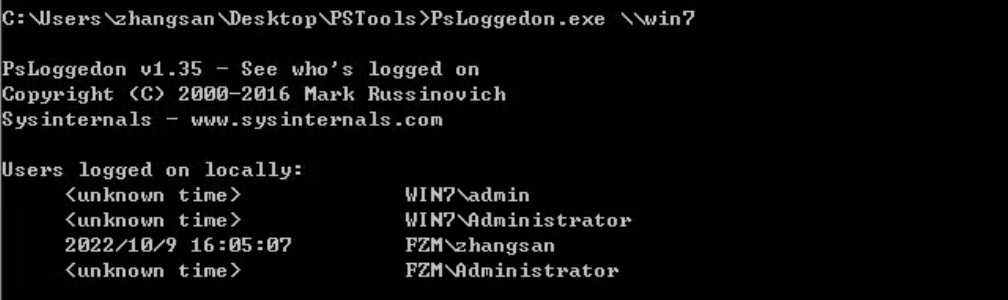 C:\Users\zhangsan\Desktop\PSTools>PsLoggedon.exe \\win7
PsLoggedon v1.35 - See who's logged on
Copyright (C) 2000-2016 Mark Russinovich
Sysinternals - www.sysinternals.com
Users logged on locally:
<unknown time> WIN7\admin
<unknown time> WIN7\Administrator
2022/10/9 16:05:07 FZM\zhangsan
<unknown time> FZM\Administrator